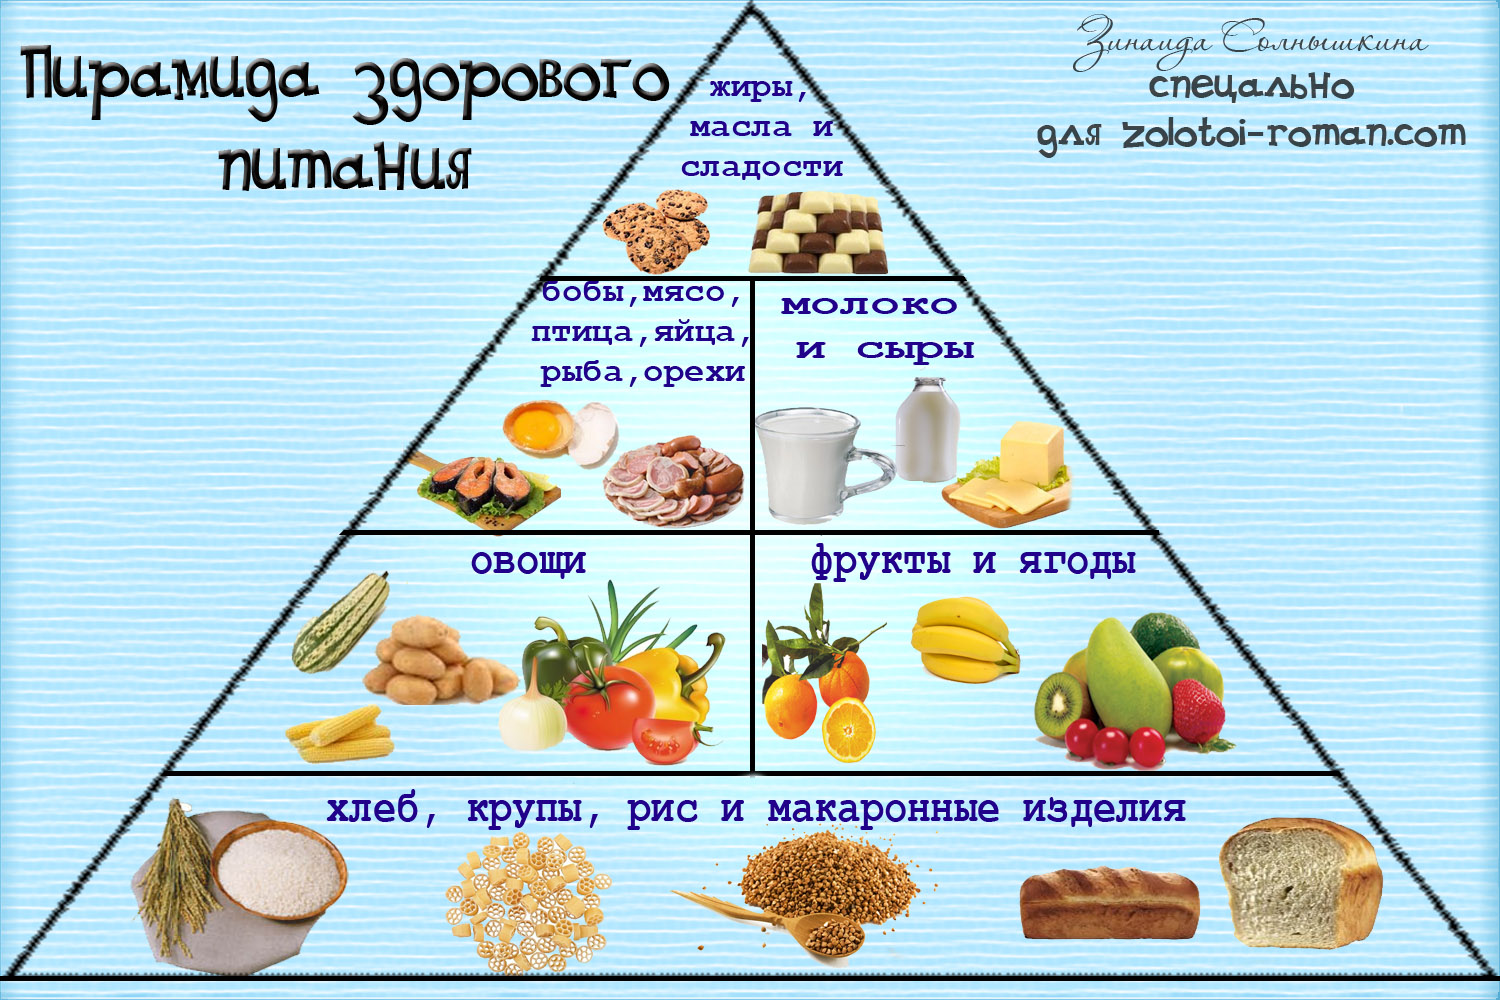 Пирамида здорового
питания
Зинаида Солнышкина
спецально
для zolotoi-roman.com
жиры,
масла и
сладости
бобы,мясо,
птица,яйца,
рыба,орехи
молоко
и сыры
овощи
фрукты и ягоды
хлеб, крупы, рис и макаронные изделия